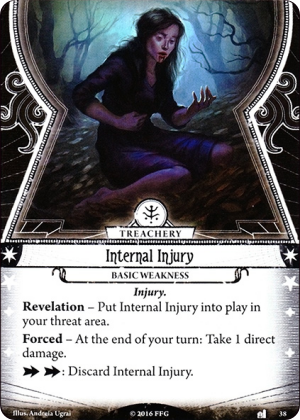 TREACHERY
Internal Injury
BASIC WEAKNESS
Injury.
Revelation – Put Internal Injury into play in
your threat area.
Forced – At the end of your turn: Take 1 direct
damage.
: Discard Internal Injury.
Illus. Andreia Ugrai
© 2016 FFG
38